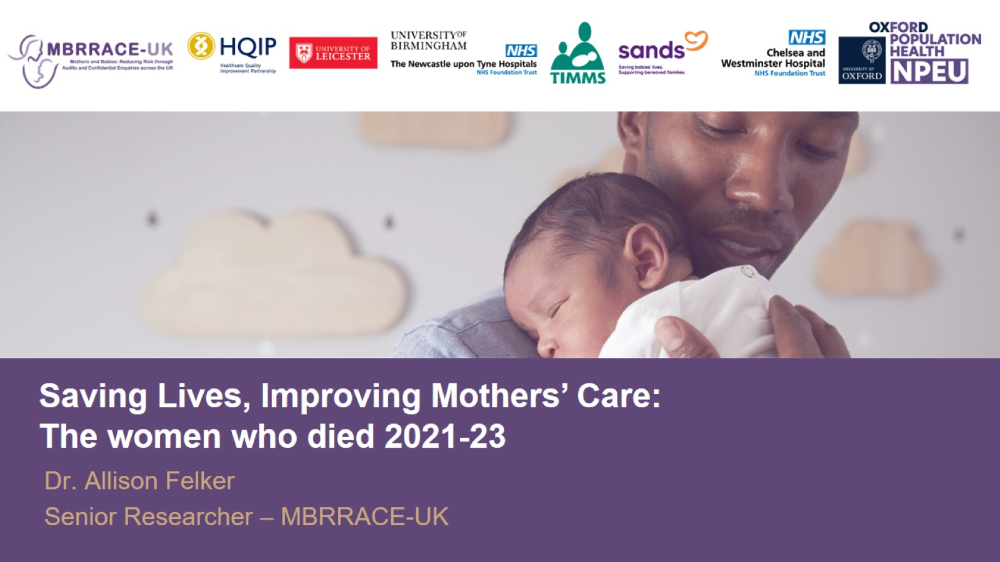 MBRRACE-UK
Mothers and Babies: Reducing Risk through
Audits and Confidential Enquiries across the UK
HQIP
Healthcare Quality
Improvement Partnership
UNIVERSITY OF
LEICESTER
UNIVERSITYOF
BIRMINGHAM
NHS
The Newcastle upon Tyne Hospitals
NHS Foundation Trust
TIMMS
sands
Saving babies' lives.
Supporting bereaved families.
NHS
Chelsea and
Westminster Hospital
NHS Foundation Trust
UNIVERSITY OF
OXFORD
OXFORD
POPULATION
HEALTH
NPEU
Saving Lives, Improving Mothers’ Care:
The women who died 2021-23
Dr. Allison Felker
Senior Researcher – MBRRACE-UK